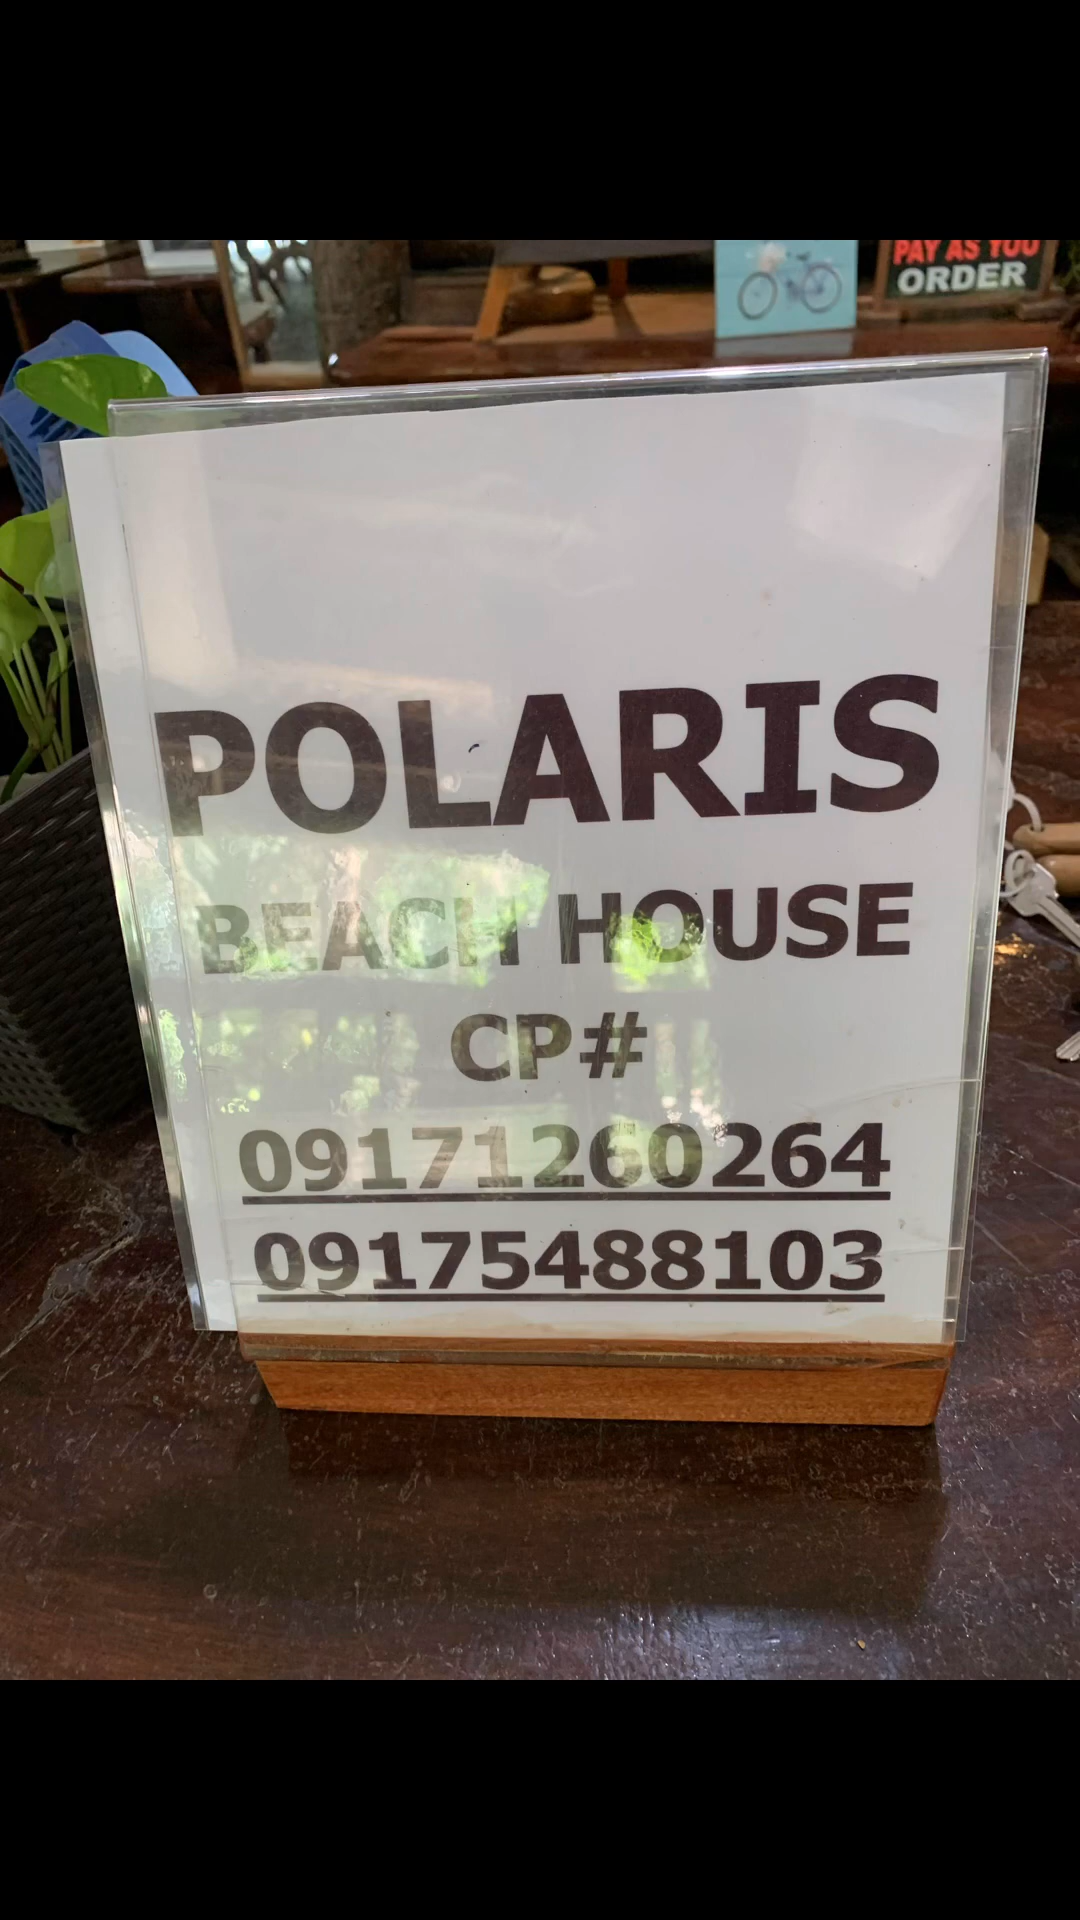 PAY AS YOU
ORDER
POLARIS
BEACH HOUSE
CP#
09171260264
09175488103